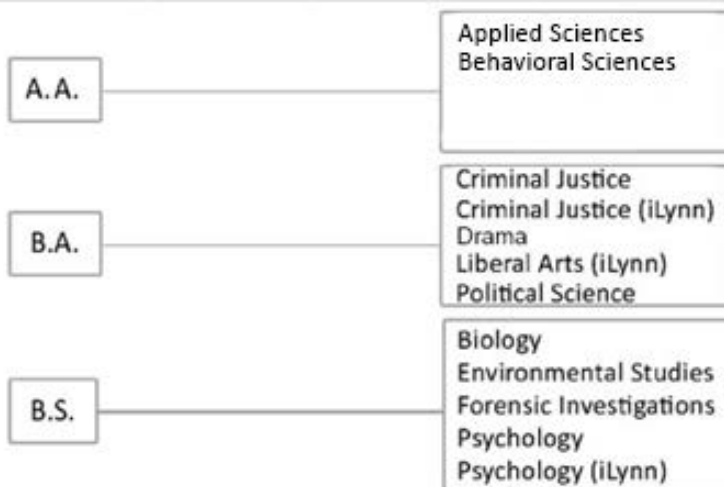 A.A.
Applied Sciences
Behavioral Sciences
B.A.
Criminal Justice
Criminal Justice (iLynn)
Drama
Liberal Arts (iLynn)
Political Science
B.S.
Biology
Environmental Studies
Forensic Investigations
Psychology
Psychology (iLynn)